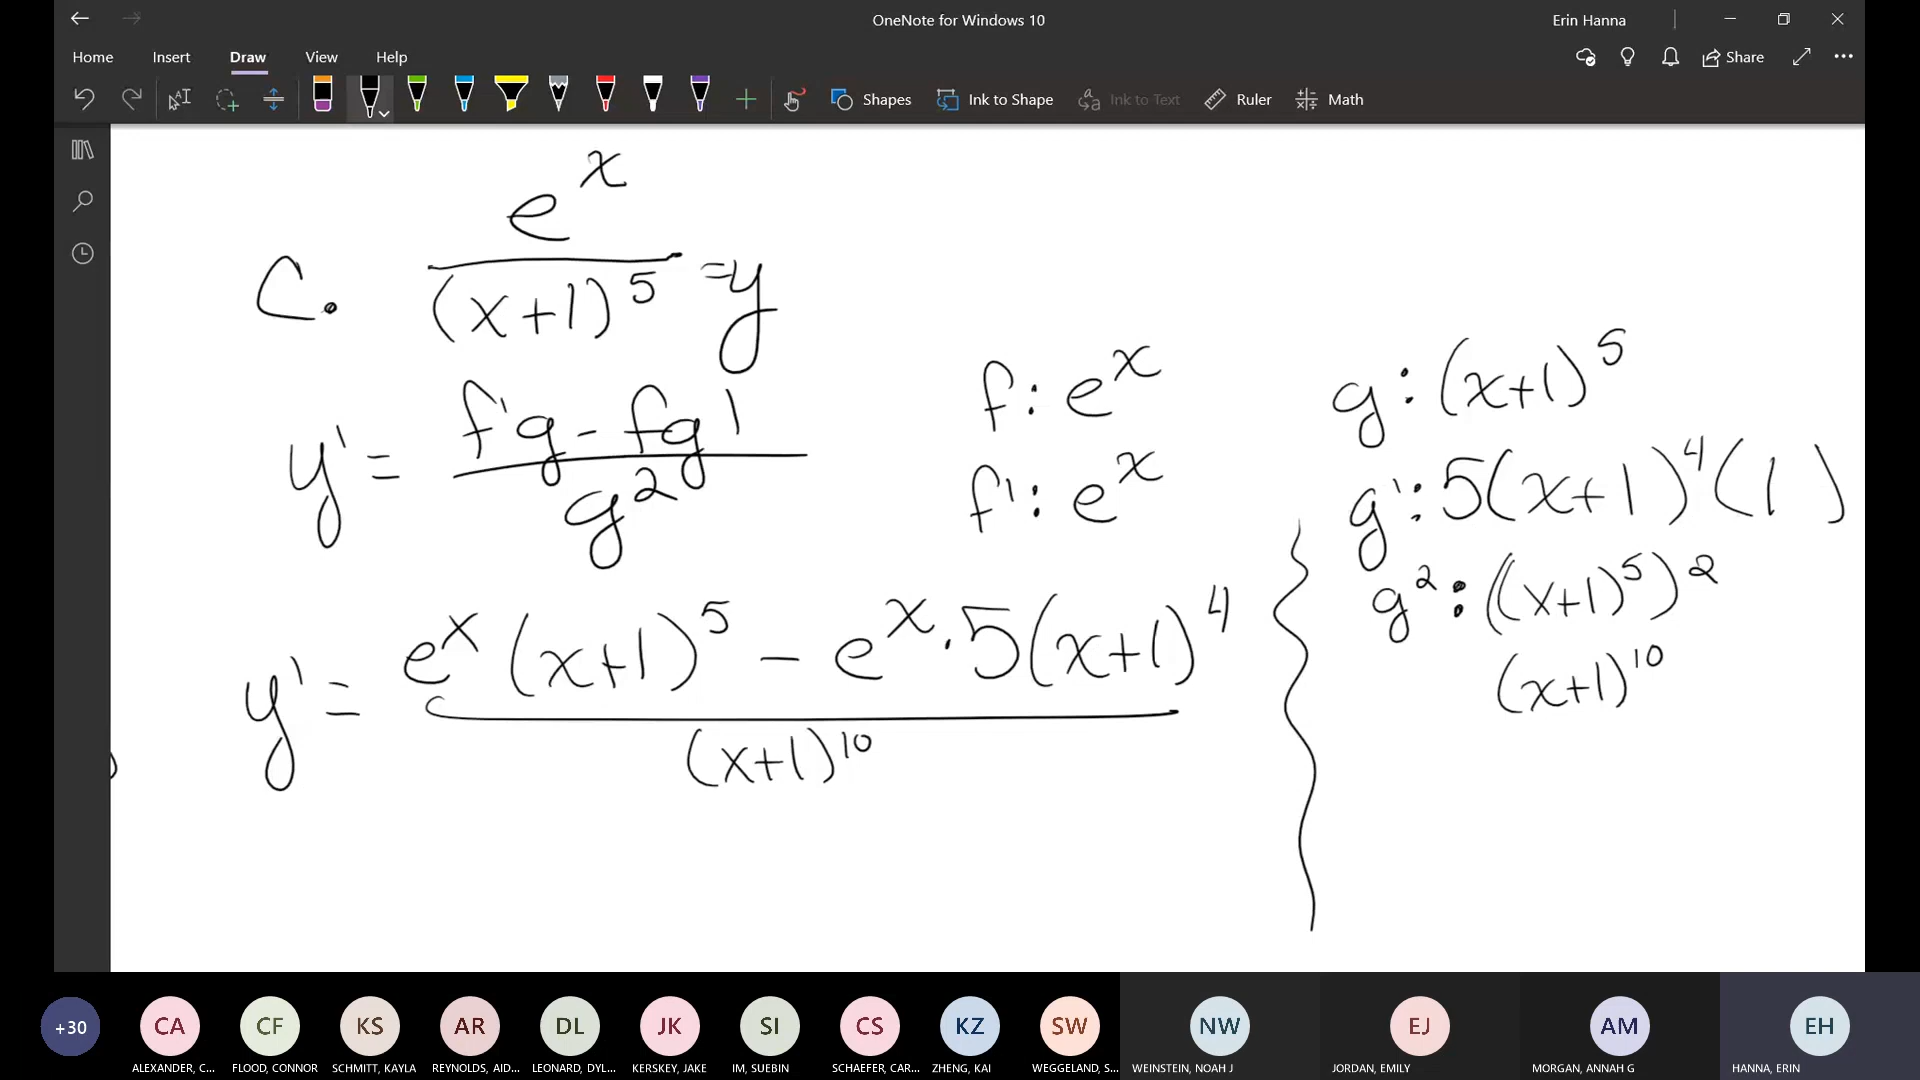 OneNote for Windows 10
Erin Hanna
Home Insert Draw View Help
Share
Shapes Ink to Shape Ink to Text Ruler Math
C. e^x / (x+1)^5 = y
y' = (f'g - fg') / g^2
f : e^x
f' : e^x
g : (x+1)^5
g' : 5(x+1)^4 (1)
g^2 : ((x+1)^5)^2
(x+1)^10
y' = (e^x (x+1)^5 - e^x · 5(x+1)^4) / (x+1)^10
+30 CA CF KS AR DL JK SI CS KZ SW NW EJ AM EH
ALEXANDER, C... FLOOD, CONNOR SCHMITT, KAYLA REYNOLDS, AID... LEONARD, DYL... KERSKEY, JAKE IM, SUEBIN SCHAEFER, CAR... ZHENG, KAI WEGGELAND, S... WEINSTEIN, NOAH J JORDAN, EMILY MORGAN, ANNAH G HANNA, ERIN